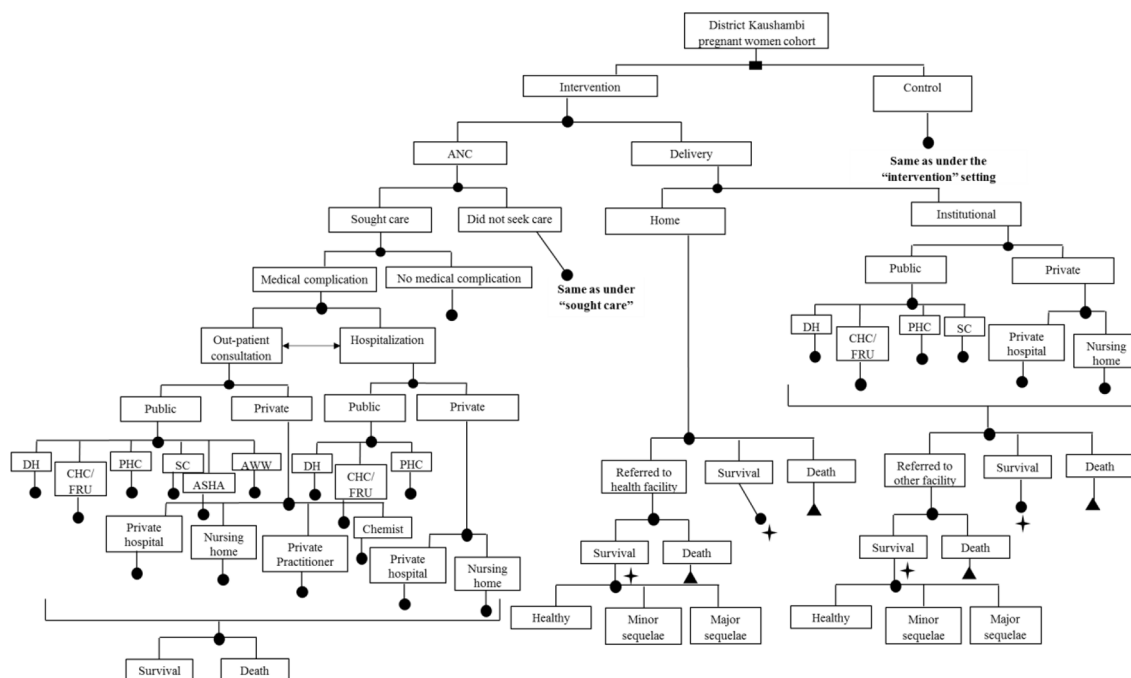 District Kaushambi
pregnant women cohort
Intervention
Control
ANC
Delivery
Same as under the
“intervention” setting
Sought care
Did not seek care
Home
Institutional
Medical complication
No medical complication
Same as under
“sought care”
Public
Private
Out-patient
consultation
Hospitalization
DH
CHC/
FRU
PHC
SC
Private
hospital
Nursing
home
Public
Private
Public
Private
DH
CHC/
FRU
PHC
SC
ASHA
AWW
DH
CHC/
FRU
PHC
Private
hospital
Nursing
home
Private
Practitioner
Chemist
Private
hospital
Nursing
home
Referred to
health facility
Survival
Death
Referred to
other facility
Survival
Death
Survival
Death
Survival
Death
Healthy
Minor
sequelae
Major
sequelae
Healthy
Minor
sequelae
Major
sequelae
Survival
Death